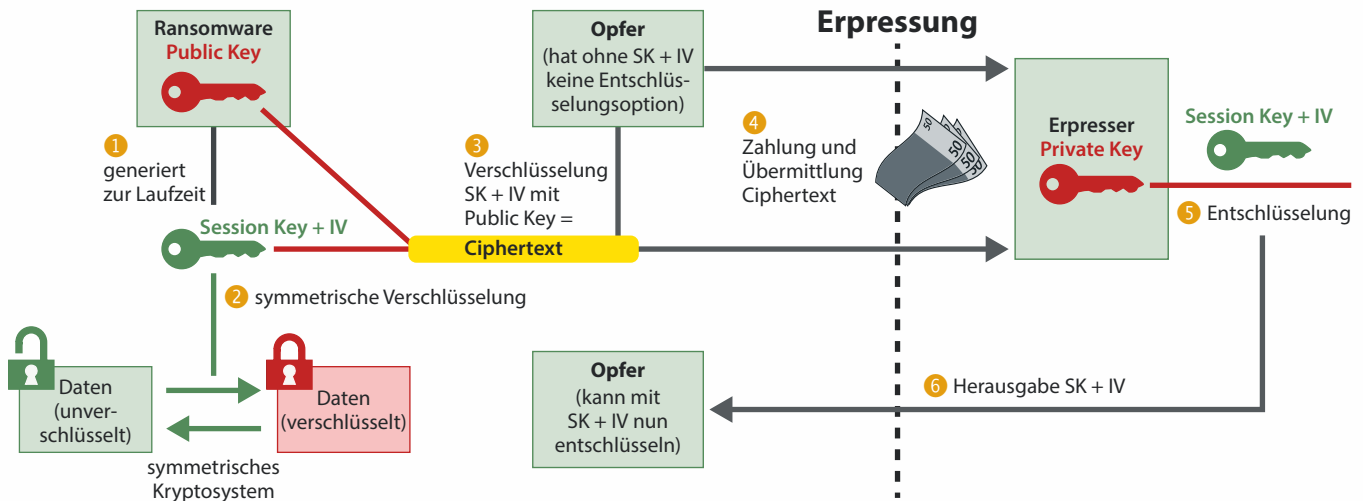 Ransomware
Public Key
1
generiert
zur Laufzeit
Session Key + IV
2 symmetrische Verschlüsselung
Daten
(unver-
schlüsselt)
Daten
(verschlüsselt)
symmetrisches
Kryptosystem
3
Verschlüsselung
SK + IV mit
Public Key =
Ciphertext
Opfer
(hat ohne SK + IV
keine Entschlüs-
selungsoption)
Erpressung
4
Zahlung und
Übermittlung
Ciphertext
50
50
50
50
Erpresser
Private Key
Session Key + IV
5 Entschlüsselung
6 Herausgabe SK + IV
Opfer
(kann mit
SK + IV nun
entschlüsseln)